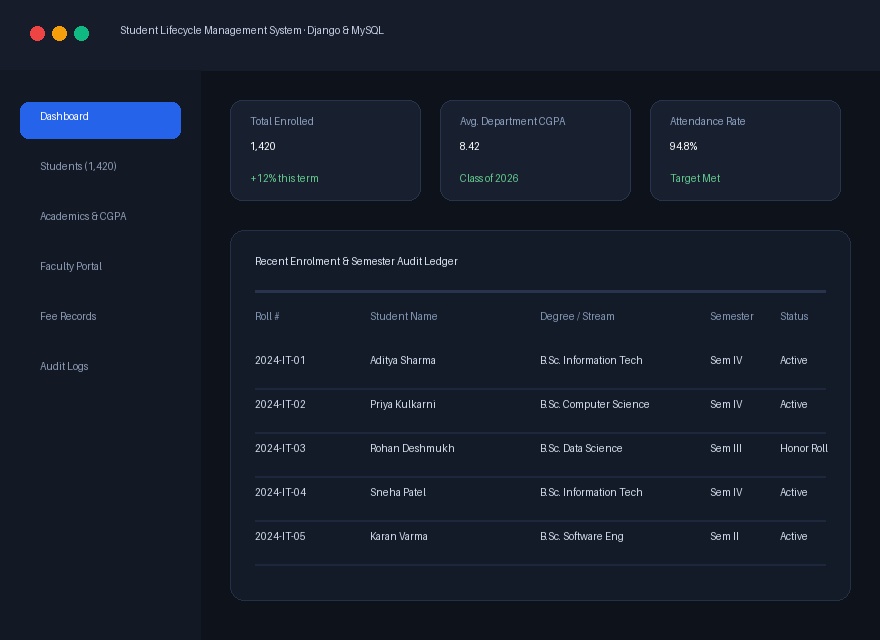 Student Lifecycle Management System · Django & MySQL
Dashboard
Students (1,420)
Academics & CGPA
Faculty Portal
Fee Records
Audit Logs
Total Enrolled
1,420
+12% this term
Avg. Department CGPA
8.42
Class of 2026
Attendance Rate
94.8%
Target Met
Recent Enrolment & Semester Audit Ledger
Roll # Student Name Degree / Stream Semester Status
2024-IT-01 Aditya Sharma B.Sc. Information Tech Sem IV Active
2024-IT-02 Priya Kulkarni B.Sc. Computer Science Sem IV Active
2024-IT-03 Rohan Deshmukh B.Sc. Data Science Sem III Honor Roll
2024-IT-04 Sneha Patel B.Sc. Information Tech Sem IV Active
2024-IT-05 Karan Varma B.Sc. Software Eng Sem II Active